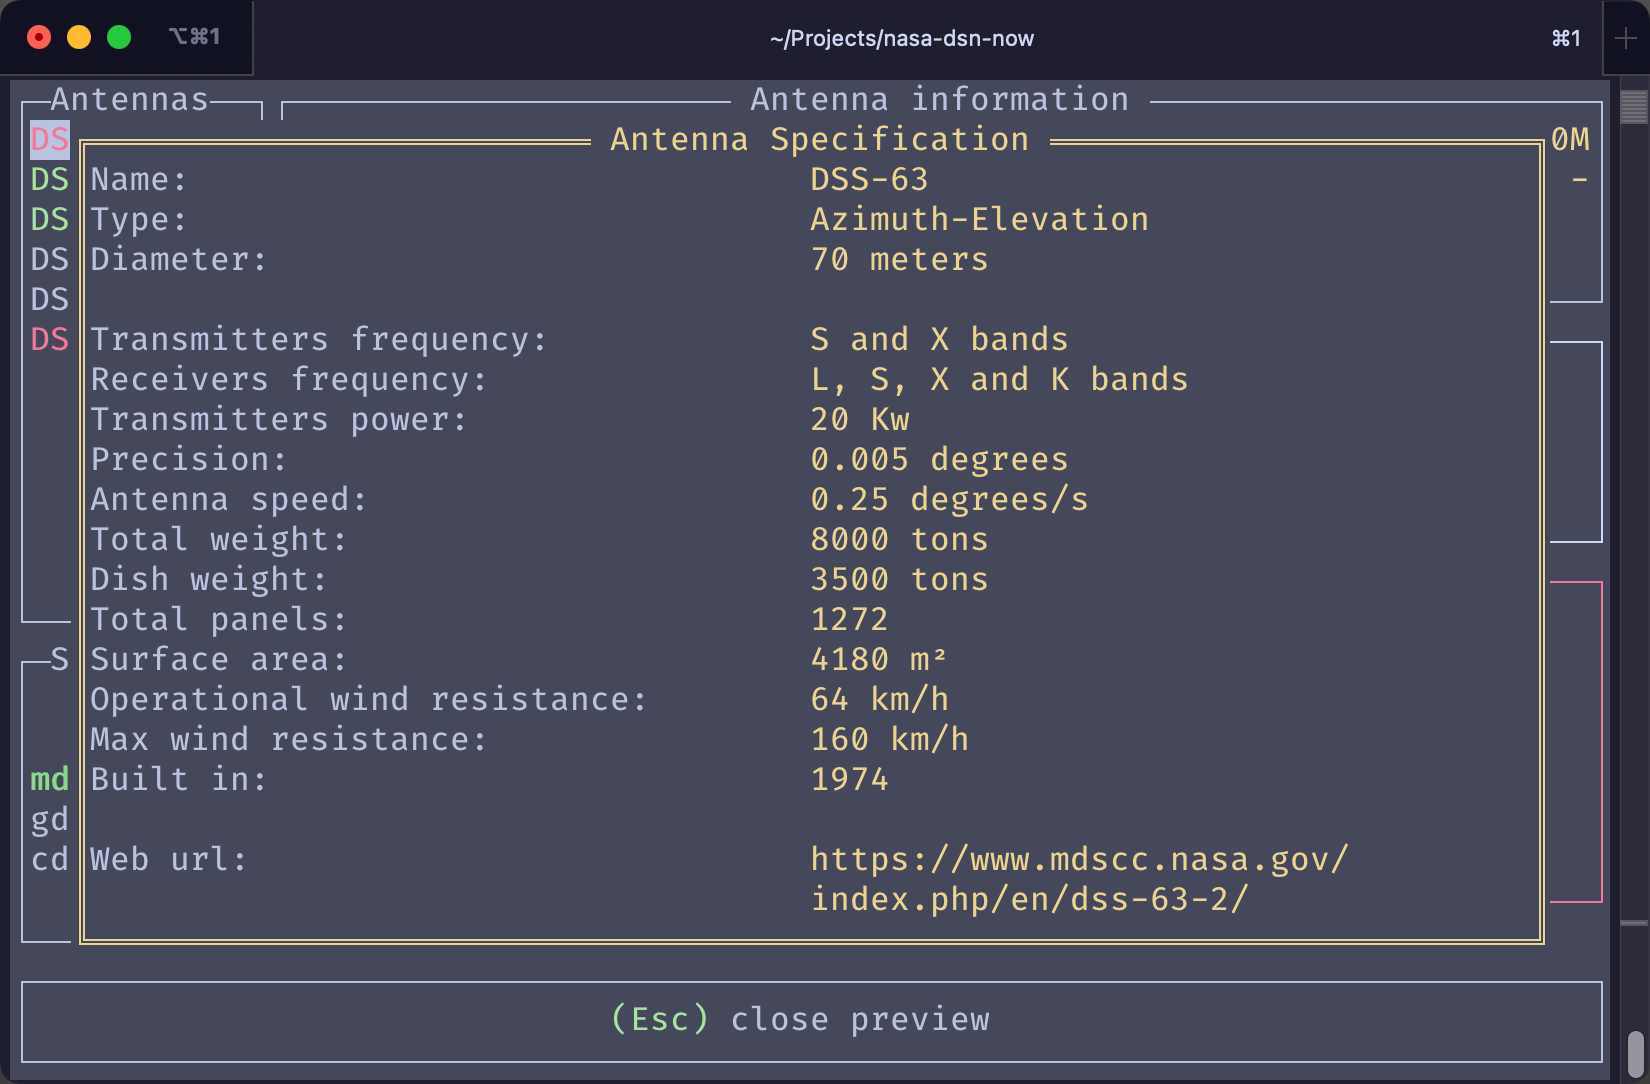 ⌥⌘1 ~/Projects/nasa-dsn-now ⌘1 +
Antennas Antenna information
DS Antenna Specification 0M
DS Name: DSS-63 -
DS Type: Azimuth-Elevation
DS Diameter: 70 meters
DS
DS Transmitters frequency: S and X bands
Receivers frequency: L, S, X and K bands
Transmitters power: 20 Kw
Precision: 0.005 degrees
Antenna speed: 0.25 degrees/s
Total weight: 8000 tons
Dish weight: 3500 tons
Total panels: 1272
S Surface area: 4180 m²
Operational wind resistance: 64 km/h
Max wind resistance: 160 km/h
md Built in: 1974
gd
cd Web url: https://www.mdscc.nasa.gov/
index.php/en/dss-63-2/
(Esc) close preview